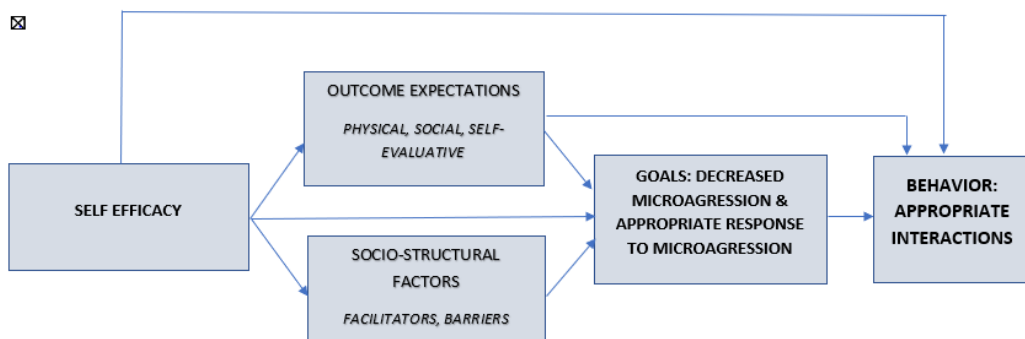 SELF EFFICACY
OUTCOME EXPECTATIONS
PHYSICAL, SOCIAL, SELF-
EVALUATIVE
SOCIO-STRUCTURAL
FACTORS
FACILITATORS, BARRIERS
GOALS: DECREASED
MICROAGRESSION &
APPROPRIATE RESPONSE
TO MICROAGRESSION
BEHAVIOR:
APPROPRIATE
INTERACTIONS